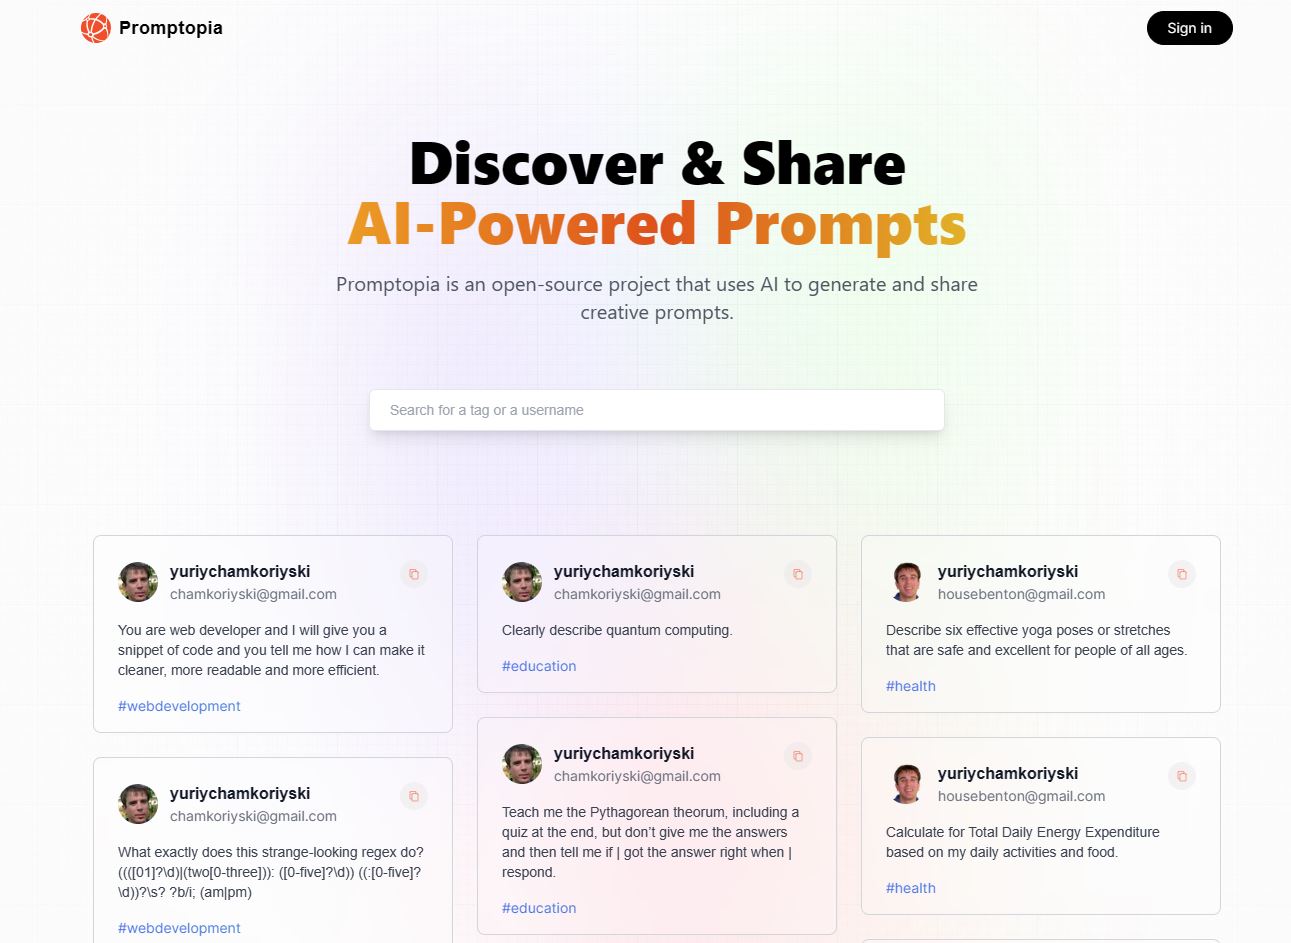 Promptopia
Sign in
Discover & Share
AI-Powered Prompts
Promptopia is an open-source project that uses AI to generate and share
creative prompts.
Search for a tag or a username
yuriychamkoriyski
chamkoriyski@gmail.com
You are web developer and I will give you a
snippet of code and you tell me how I can make it
cleaner, more readable and more efficient.
#webdevelopment
yuriychamkoriyski
chamkoriyski@gmail.com
What exactly does this strange-looking regex do?
((([01]?\d)|(two[0-three])): ([0-five]?\d)) ((:[0-five]?
\d))?\s? ?b/i; (am|pm)
#webdevelopment
yuriychamkoriyski
chamkoriyski@gmail.com
Clearly describe quantum computing.
#education
yuriychamkoriyski
chamkoriyski@gmail.com
Teach me the Pythagorean theorum, including a
quiz at the end, but don’t give me the answers
and then tell me if | got the answer right when |
respond.
#education
yuriychamkoriyski
housebenton@gmail.com
Describe six effective yoga poses or stretches
that are safe and excellent for people of all ages.
#health
yuriychamkoriyski
housebenton@gmail.com
Calculate for Total Daily Energy Expenditure
based on my daily activities and food.
#health